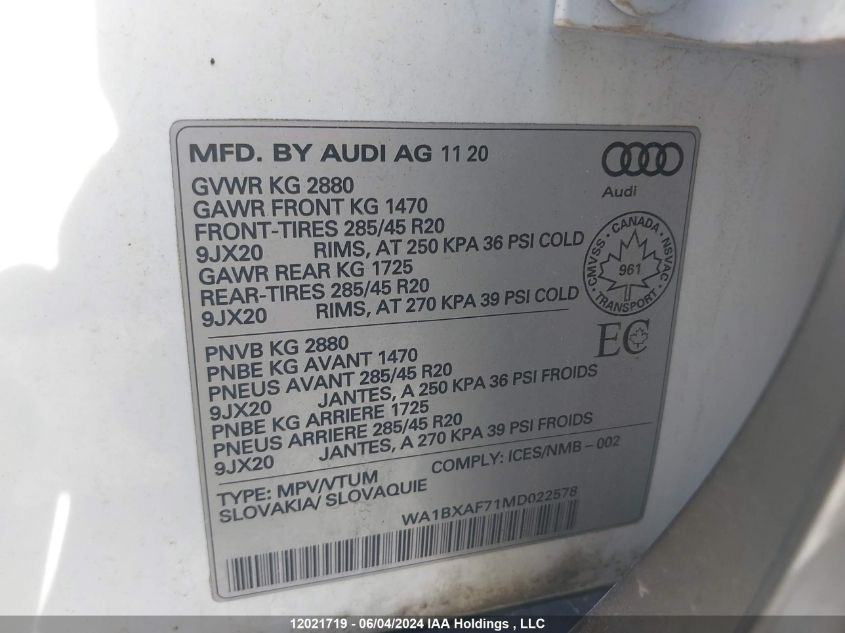 MFD. BY AUDI AG 11 20
Audi
GVWR KG 2880
GAWR FRONT KG 1470
FRONT-TIRES 285/45 R20
9JX20 RIMS, AT 250 KPA 36 PSI COLD
GAWR REAR KG 1725
REAR-TIRES 285/45 R20
9JX20 RIMS, AT 270 KPA 39 PSI COLD
CANADA
CMVSS
NSVAC
961
TRANSPORT
EC
PNVB KG 2880
PNBE KG AVANT 1470
PNEUS AVANT 285/45 R20
9JX20 JANTES, A 250 KPA 36 PSI FROIDS
PNBE KG ARRIERE 1725
PNEUS ARRIERE 285/45 R20
9JX20 JANTES, A 270 KPA 39 PSI FROIDS
TYPE: MPV/VTUM COMPLY: ICES/NMB - 002
SLOVAKIA/ SLOVAQUIE
WA1BXAF71MD022578
12021719 - 06/04/2024 IAA Holdings , LLC